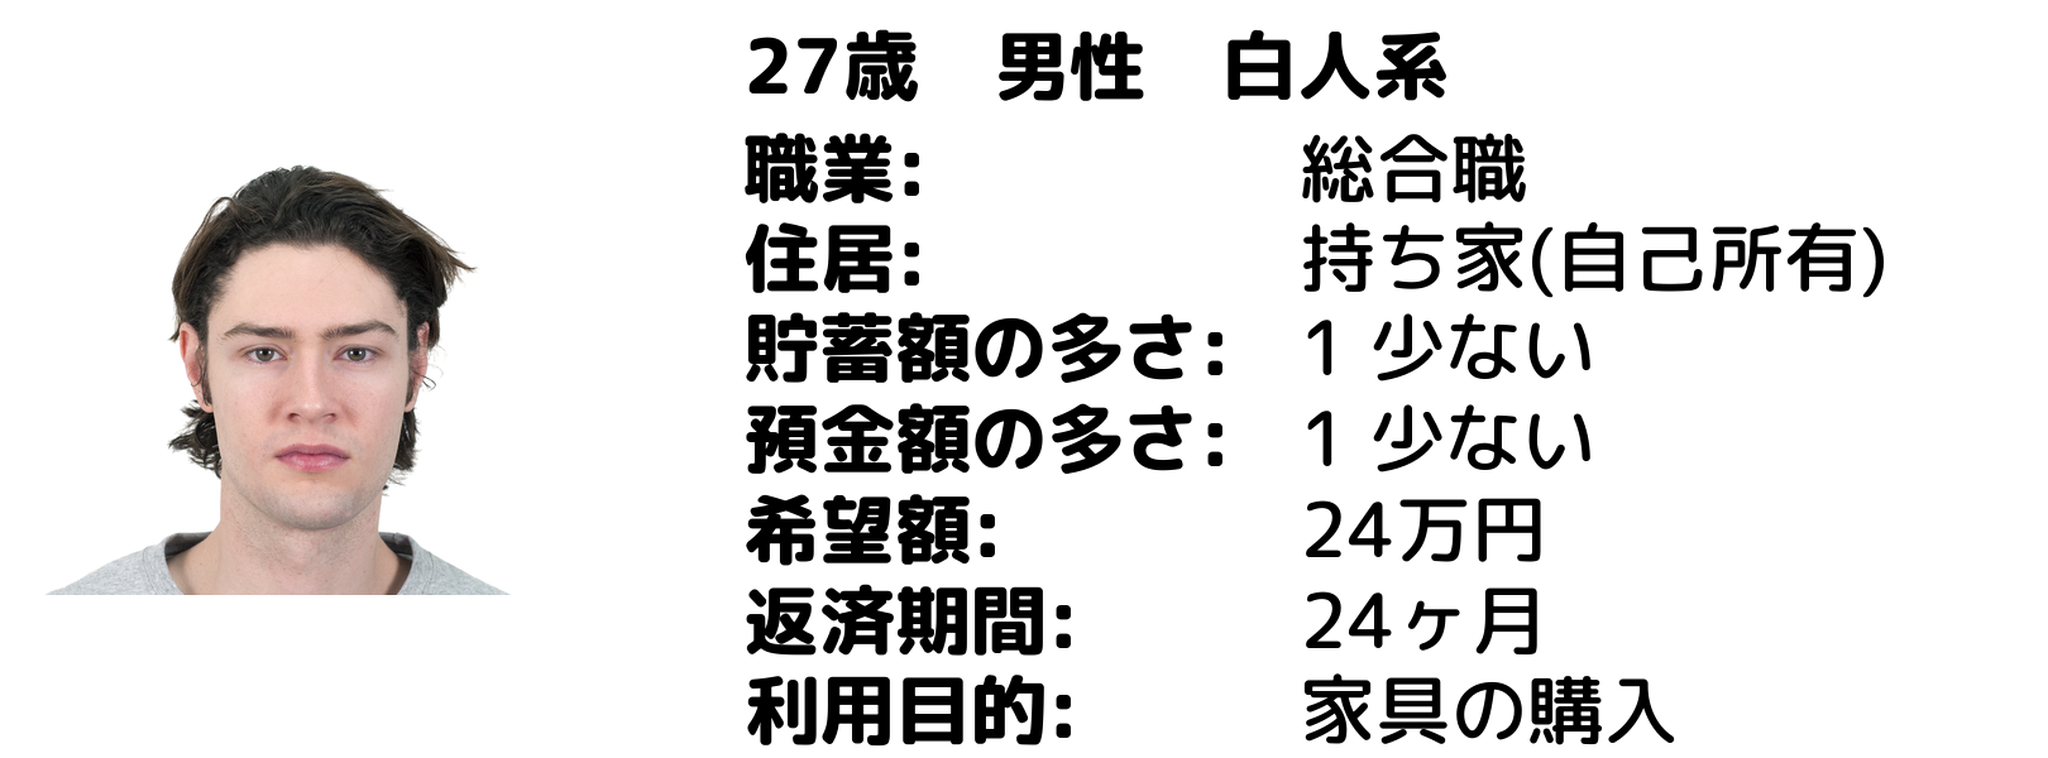 27歳　男性　白人系
職業: 総合職
住居: 持ち家(自己所有)
貯蓄額の多さ: 1 少ない
預金額の多さ: 1 少ない
希望額: 24万円
返済期間: 24ヶ月
利用目的: 家具の購入